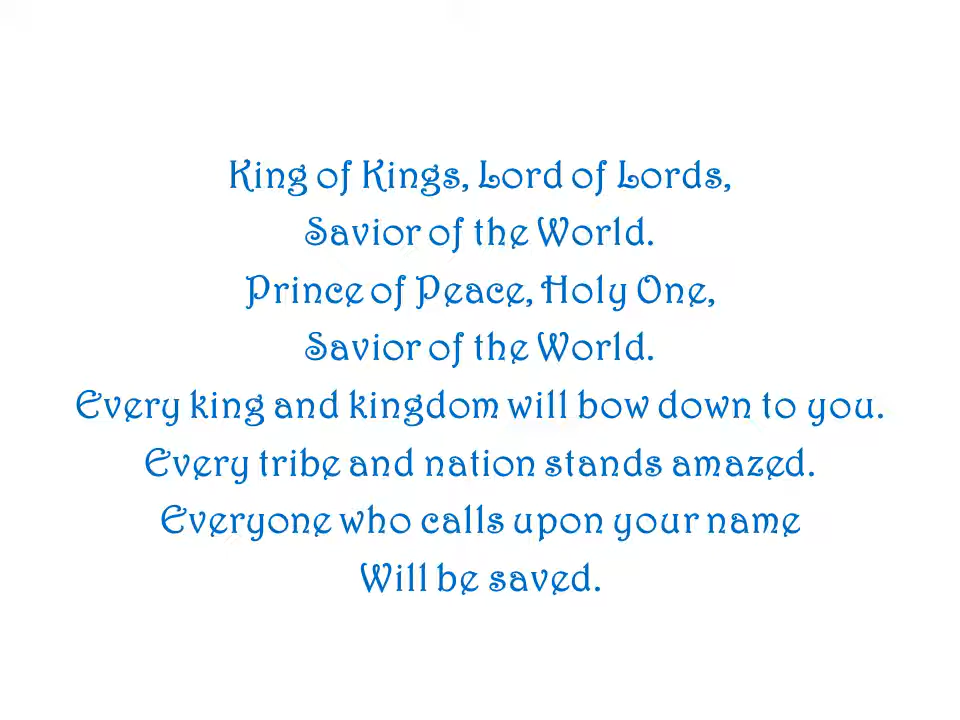 King of Kings, Lord of Lords,
Savior of the World.
Prince of Peace, Holy One,
Savior of the World.
Every king and kingdom will bow down to you.
Every tribe and nation stands amazed.
Everyone who calls upon your name
Will be saved.